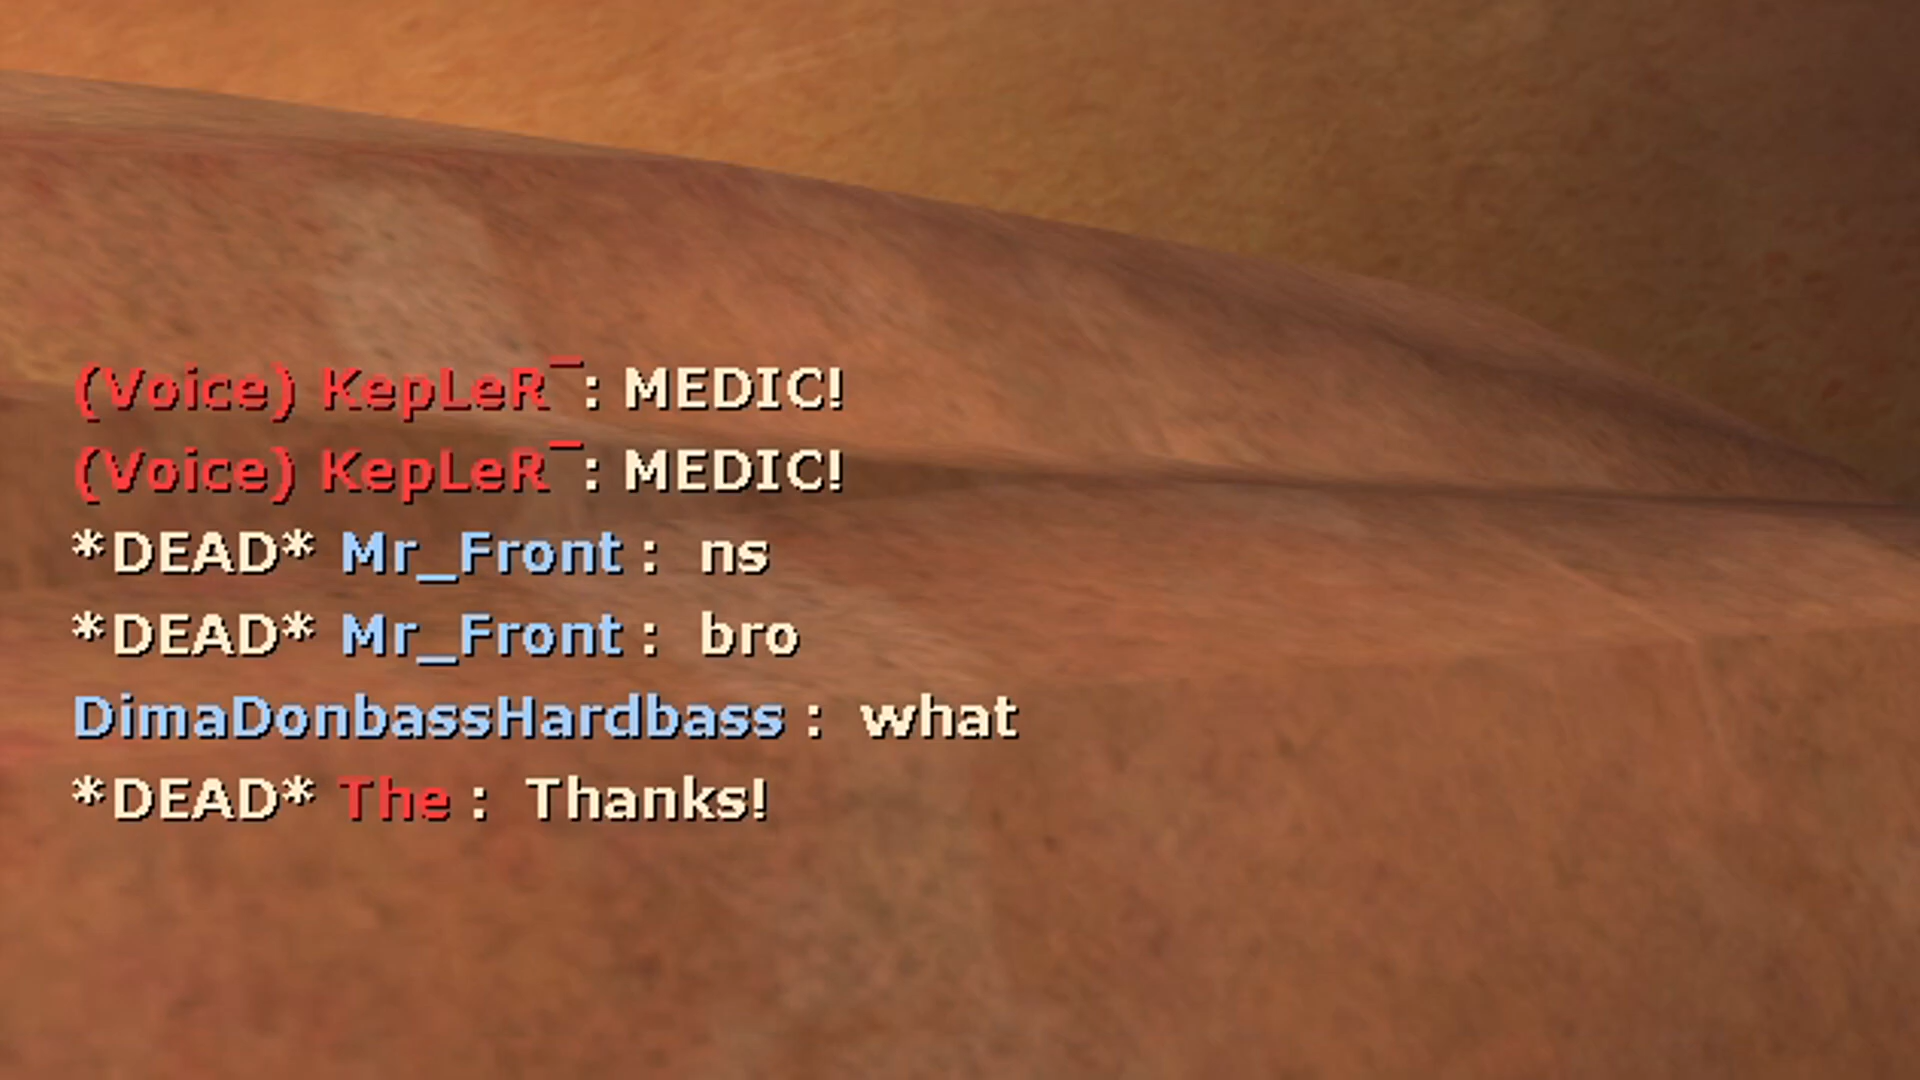 (Voice) KepLeR¯: MEDIC!
(Voice) KepLeR¯: MEDIC!
*DEAD* Mr_Front :  ns
*DEAD* Mr_Front :  bro
DimaDonbassHardbass :  what
*DEAD* The :  Thanks!